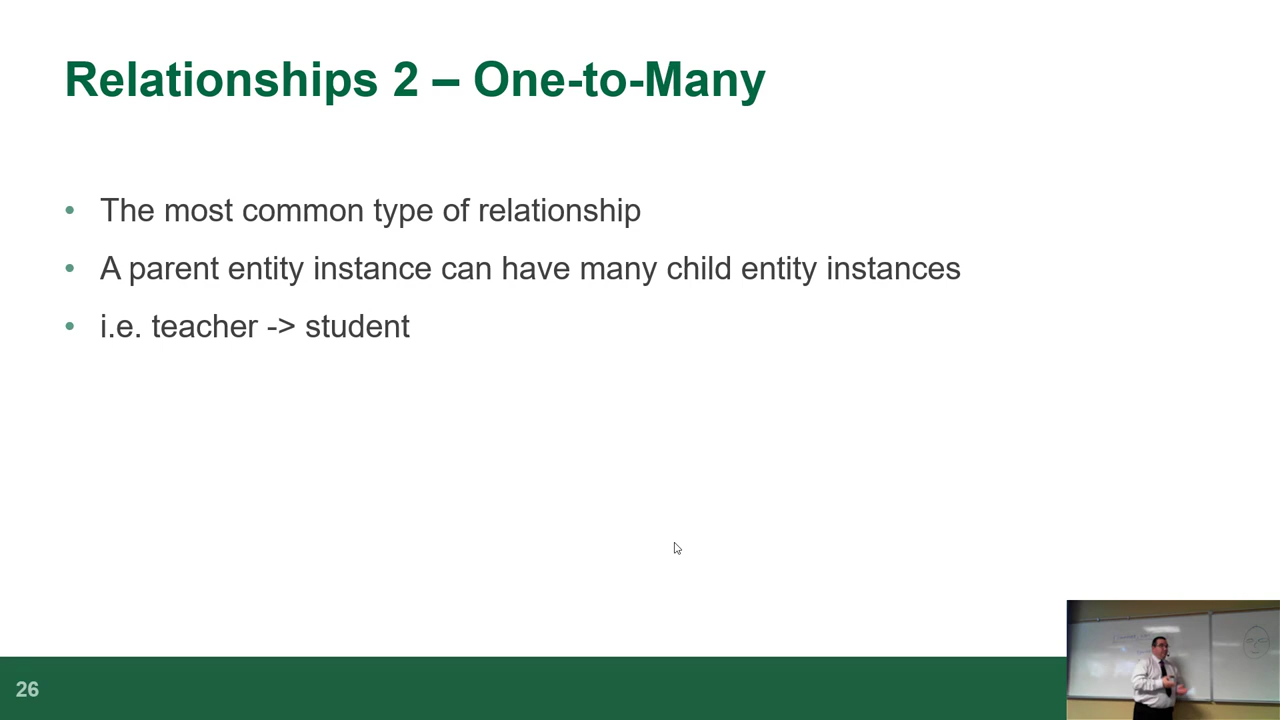 Relationships 2 – One-to-Many
• The most common type of relationship
• A parent entity instance can have many child entity instances
• i.e. teacher -> student
26